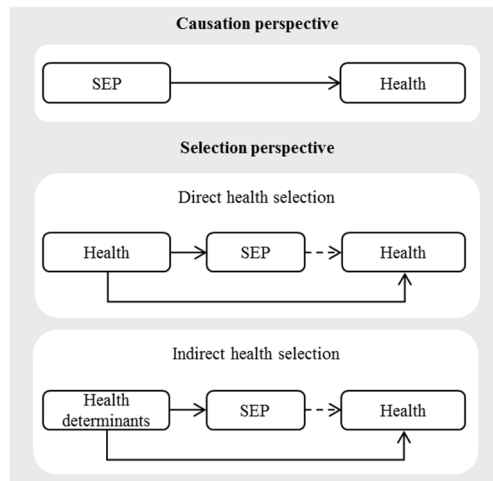 Causation perspective
SEP
Health
Selection perspective
Direct health selection
Health
SEP
Health
Indirect health selection
Health
determinants
SEP
Health